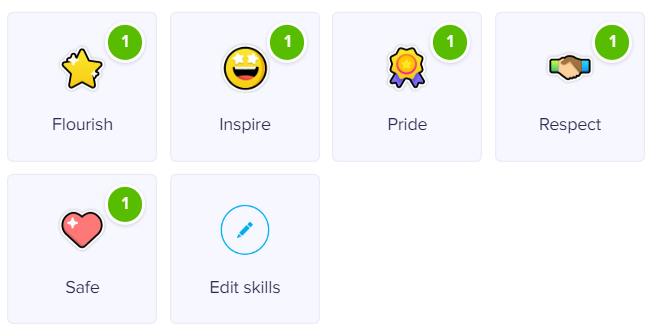 1
1
1
1
Flourish
Inspire
Pride
Respect
1
Safe
Edit skills